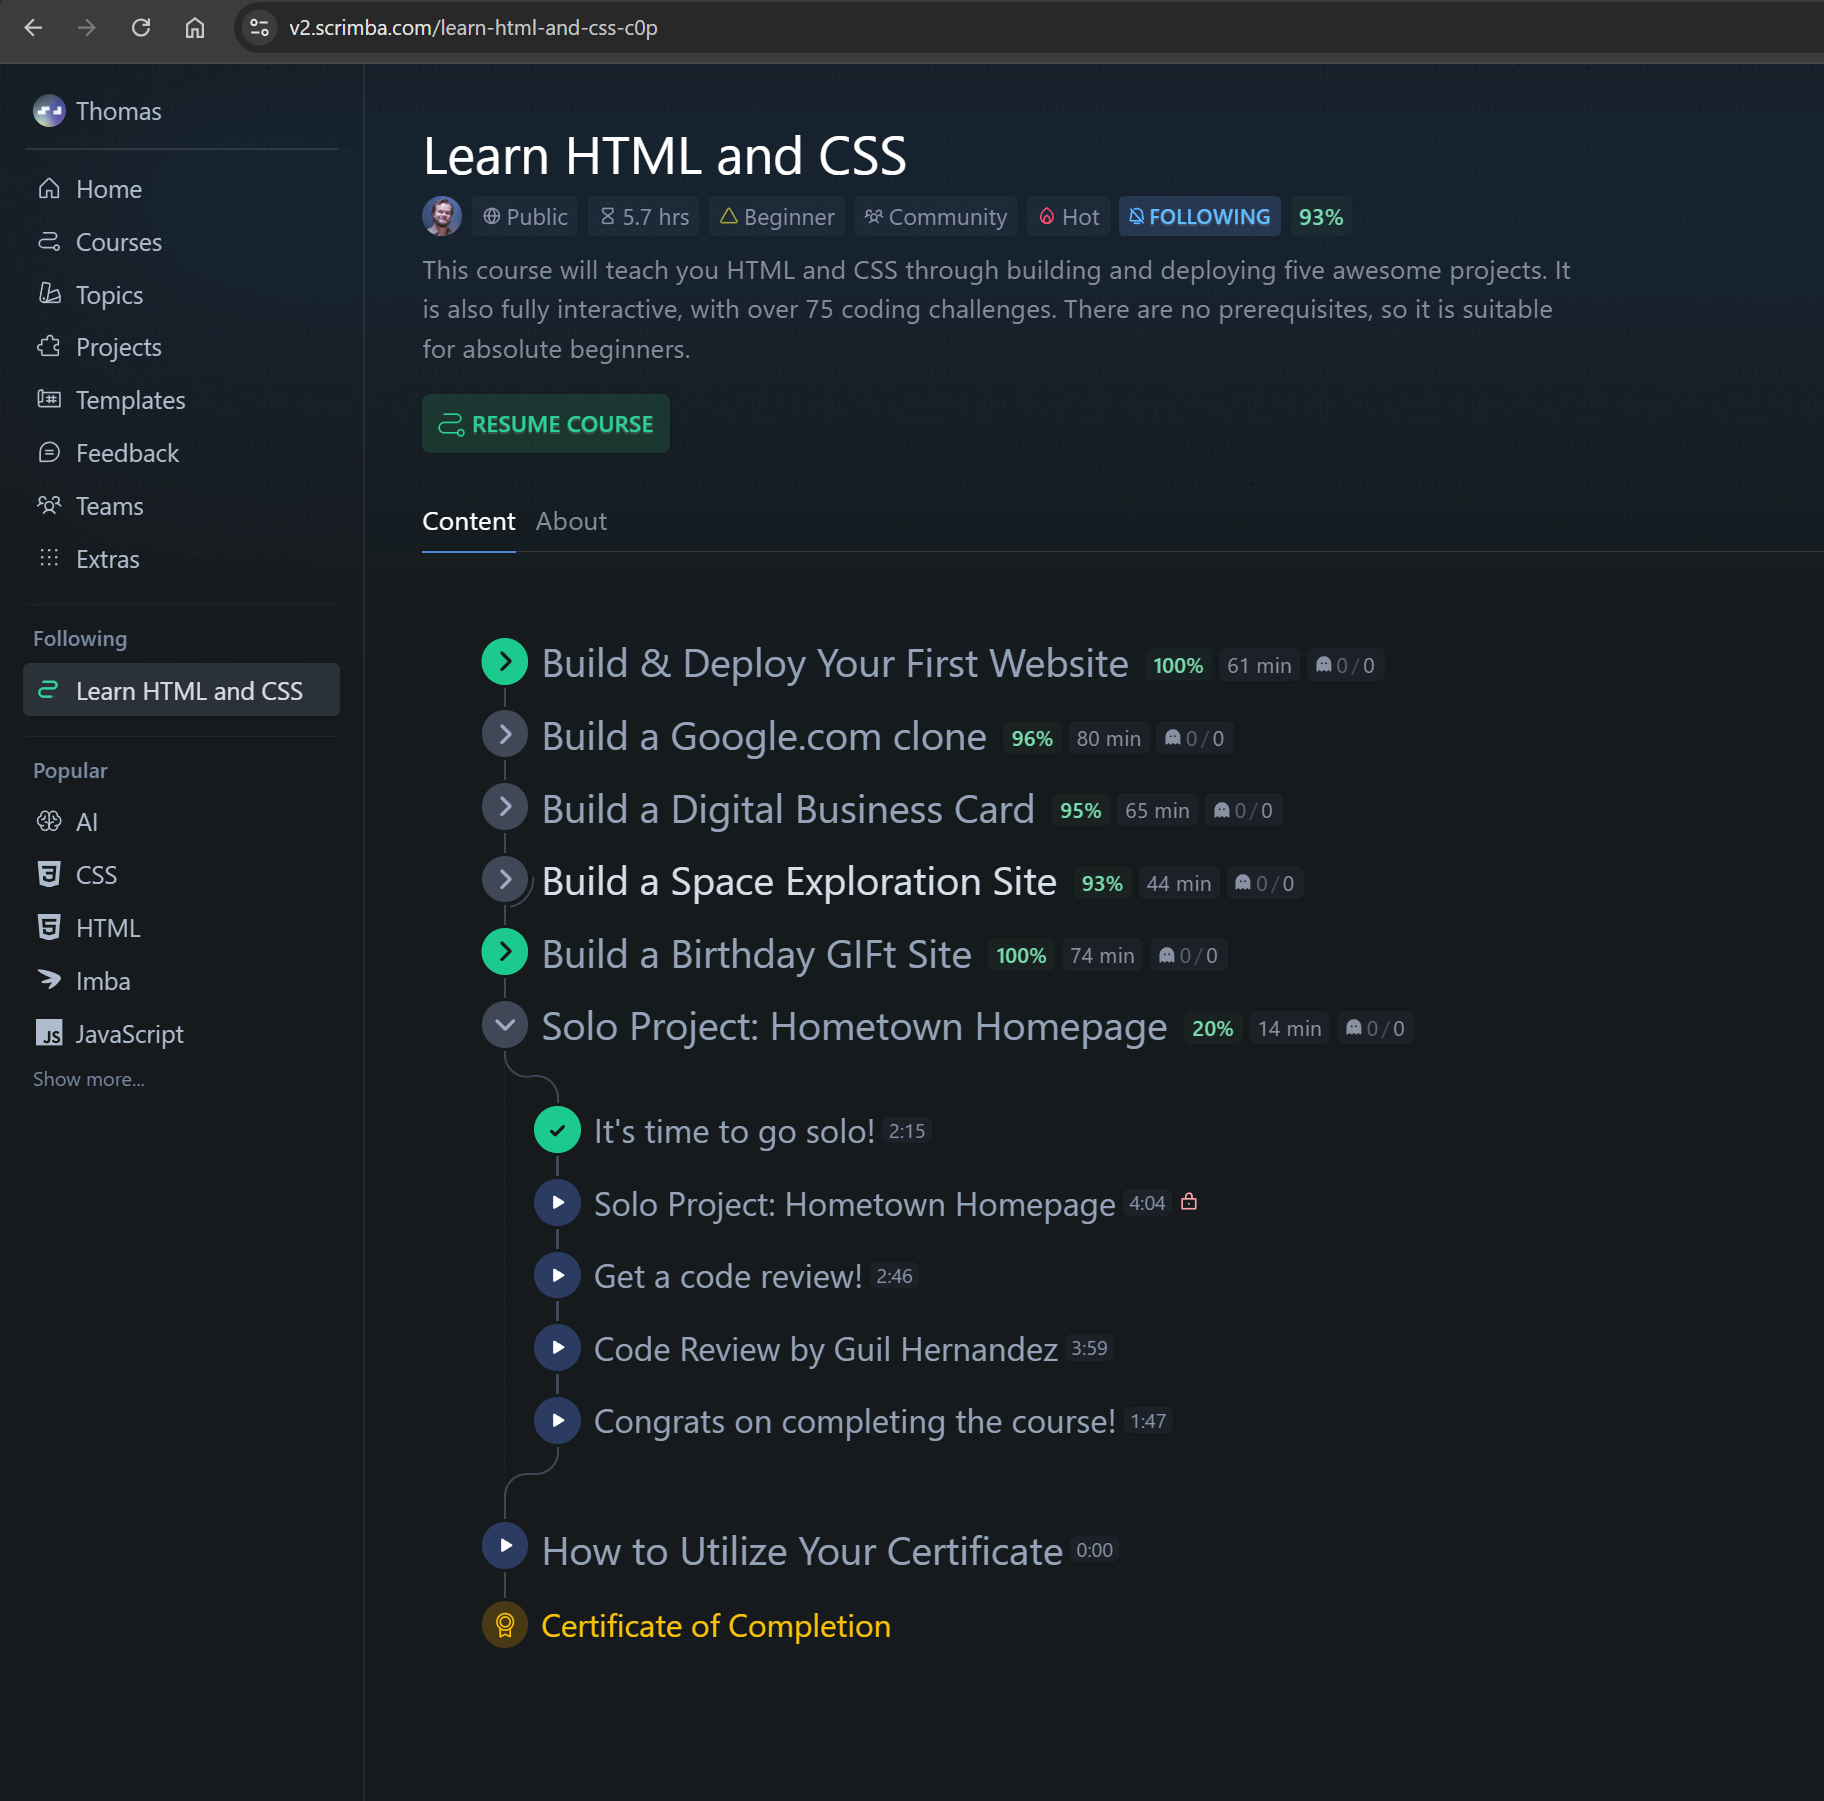 v2.scrimba.com/learn-html-and-css-c0p
Thomas
Home
Courses
Topics
Projects
Templates
Feedback
Teams
Extras
Following
Learn HTML and CSS
Popular
AI
CSS
HTML
Imba
JS JavaScript
Show more...
Learn HTML and CSS
Public 5.7 hrs Beginner Community Hot FOLLOWING 93%
This course will teach you HTML and CSS through building and deploying five awesome projects. It
is also fully interactive, with over 75 coding challenges. There are no prerequisites, so it is suitable
for absolute beginners.
RESUME COURSE
Content About
Build & Deploy Your First Website 100% 61 min 0/0
Build a Google.com clone 96% 80 min 0/0
Build a Digital Business Card 95% 65 min 0/0
Build a Space Exploration Site 93% 44 min 0/0
Build a Birthday GIFt Site 100% 74 min 0/0
Solo Project: Hometown Homepage 20% 14 min 0/0
It's time to go solo! 2:15
Solo Project: Hometown Homepage 4:04
Get a code review! 2:46
Code Review by Guil Hernandez 3:59
Congrats on completing the course! 1:47
How to Utilize Your Certificate 0:00
Certificate of Completion